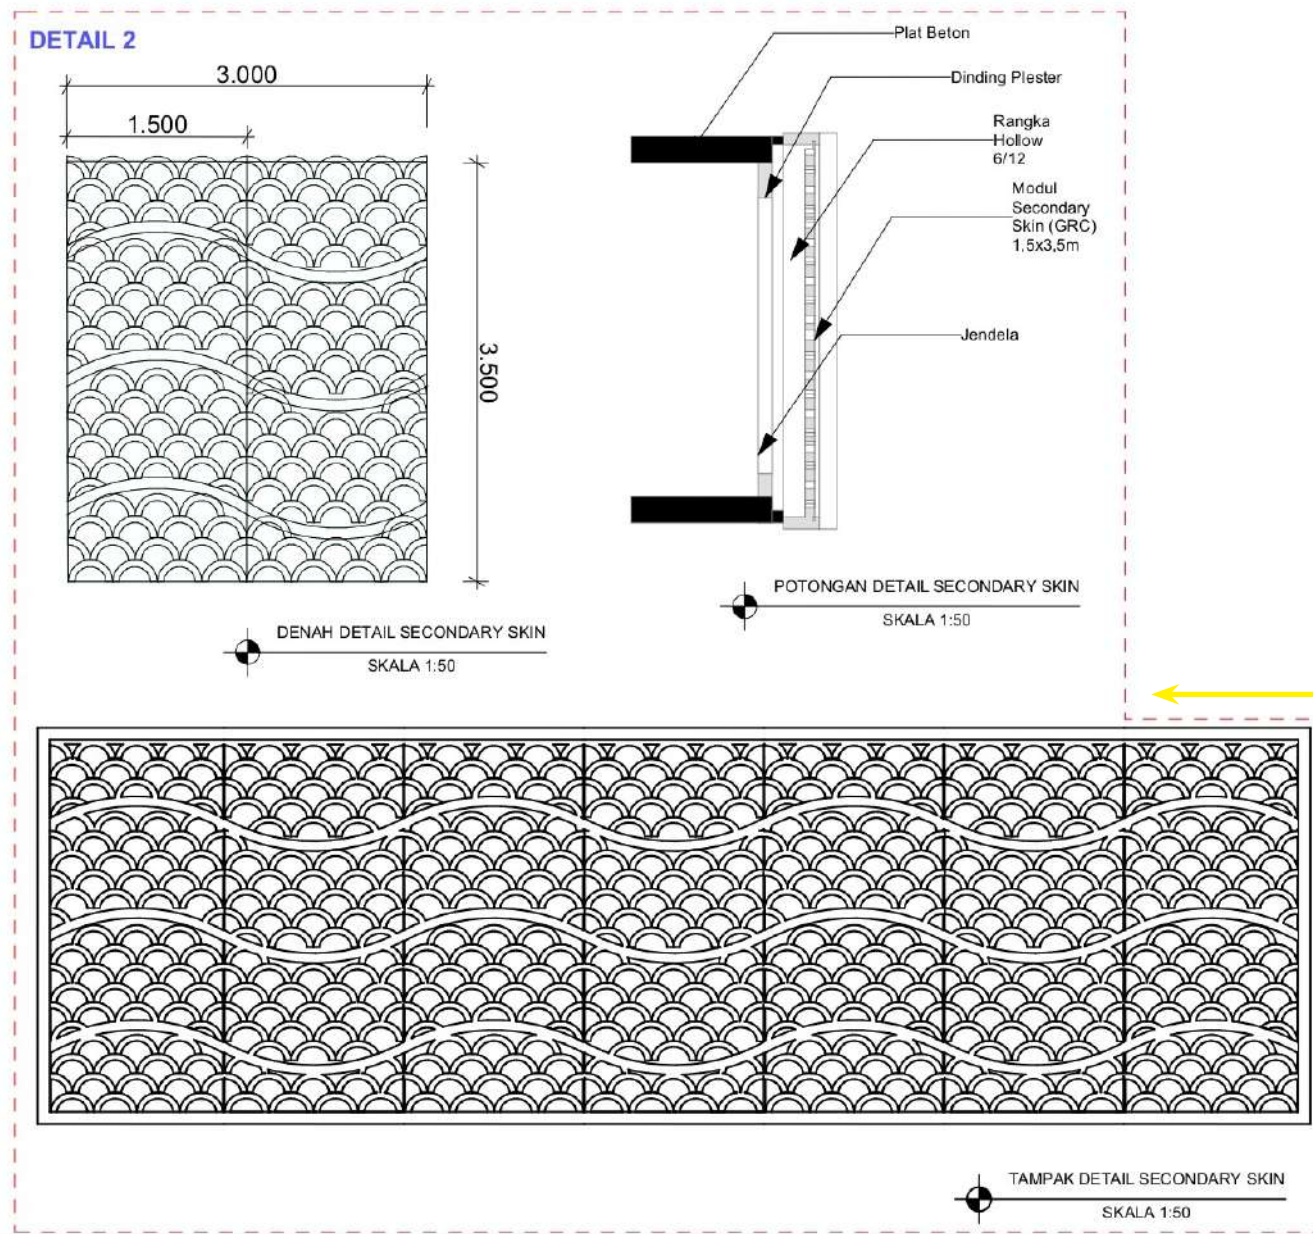 DETAIL 2
3.000
1.500
3.500
Plat Beton
Dinding Plester
Rangka
Hollow
6/12
Modul
Secondary
Skin (GRC)
1,5x3,5m
Jendela
DENAH DETAIL SECONDARY SKIN
SKALA 1:50
POTONGAN DETAIL SECONDARY SKIN
SKALA 1:50
TAMPAK DETAIL SECONDARY SKIN
SKALA 1:50